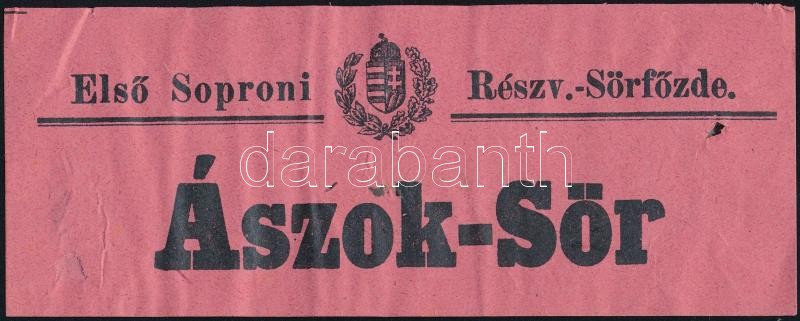 Első Soproni Részv.-Sörfőzde.
darabanth
Ászok-Sör